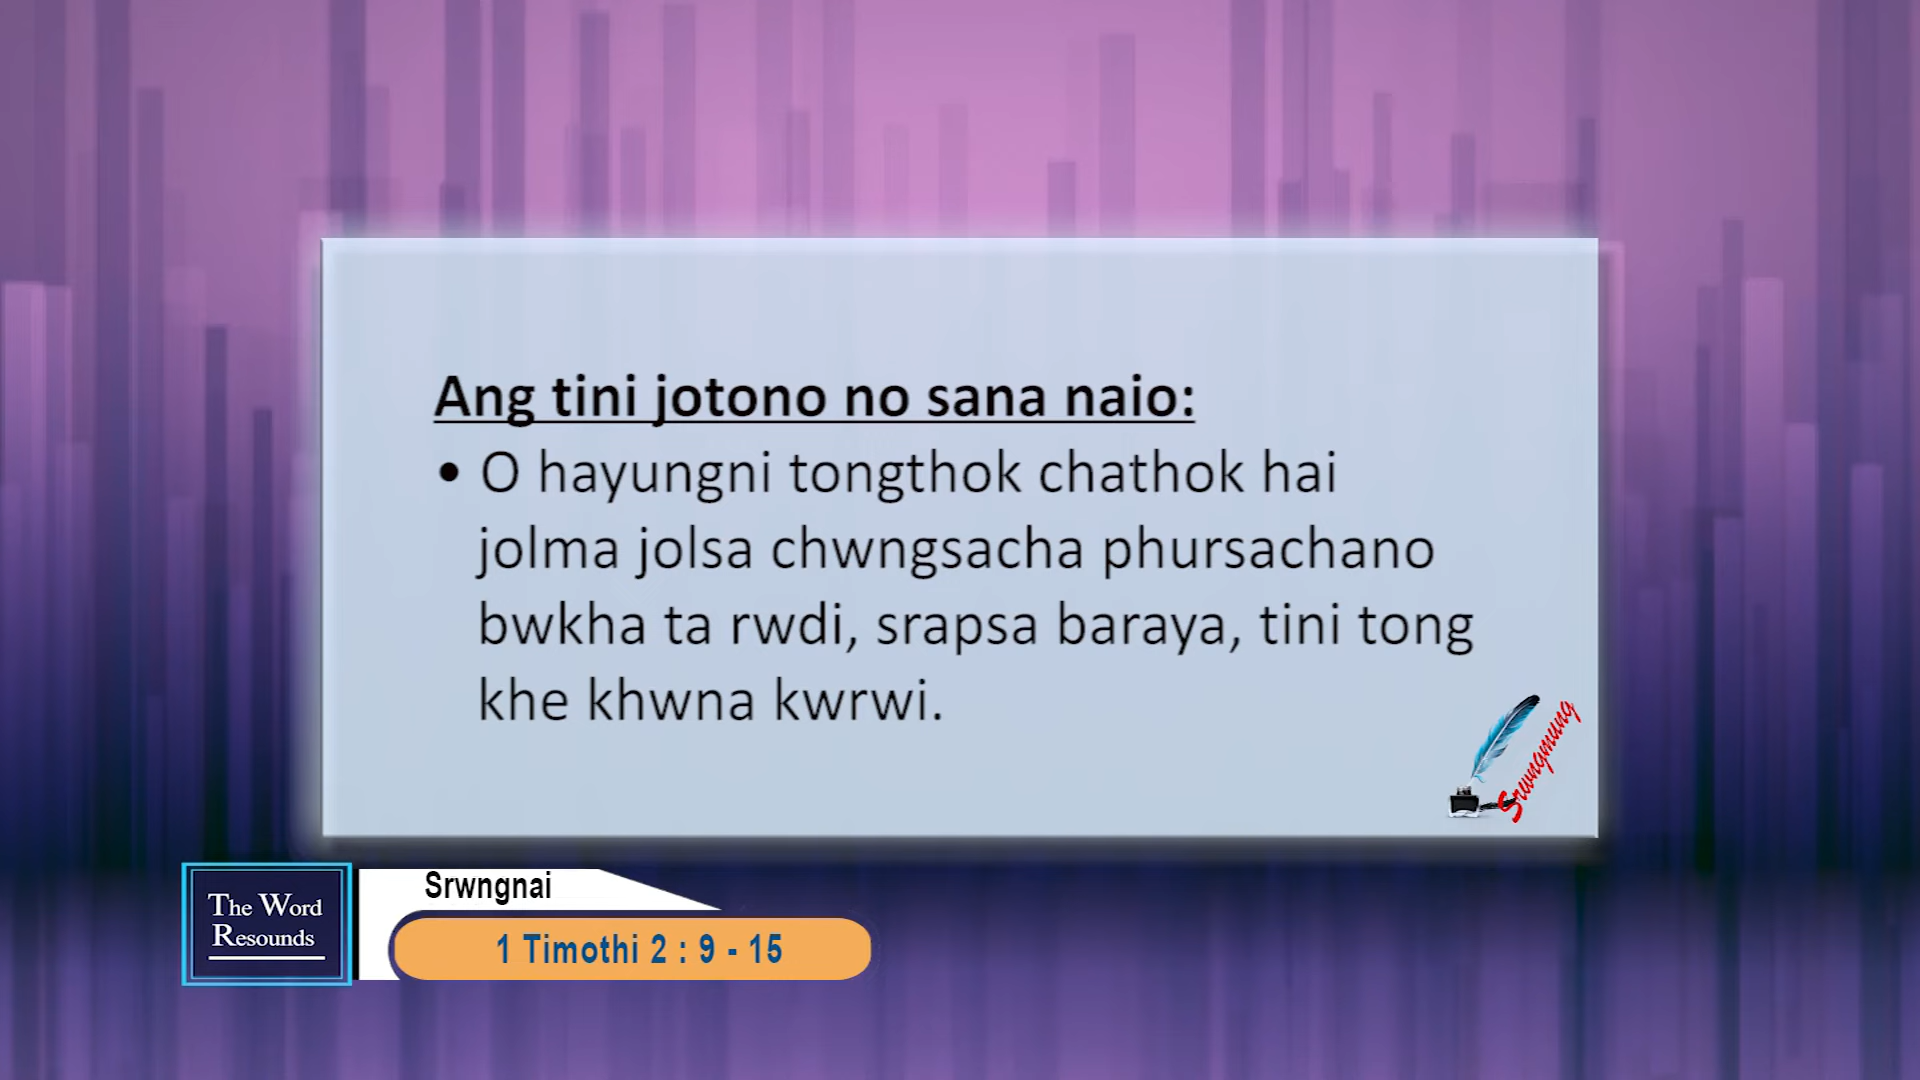 Ang tini jotono no sana naio:
• O hayungni tongthok chathok hai
jolma jolsa chwngsacha phursachano
bwkha ta rwdi, srapsa baraya, tini tong
khe khwna kwrwi.
Srwngmung
The Word
Resounds
Srwngnai
1 Timothi 2 : 9 - 15